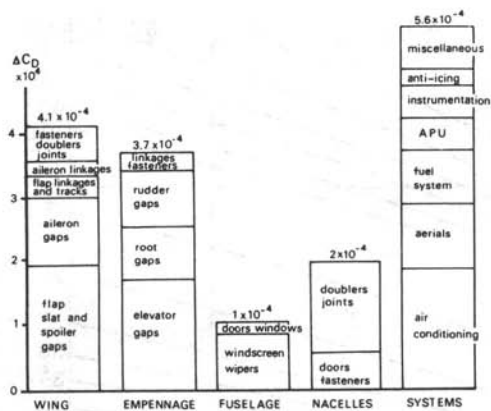 ΔC_D
×10⁴
4
3
2
1
0
4.1×10⁻⁴
fasteners
doublers
joints
aileron linkages
flap linkages
and tracks
aileron
gaps
flap
slat and
spoiler
gaps
WING
3.7×10⁻⁴
linkages
fasteners
rudder
gaps
root
gaps
elevator
gaps
EMPENNAGE
1×10⁻⁴
doors windows
windscreen
wipers
FUSELAGE
2×10⁻⁴
doublers
joints
doors
fasteners
NACELLES
5.6×10⁻⁴
miscellaneous
anti-icing
instrumentation
APU
fuel
system
aerials
air
conditioning
SYSTEMS